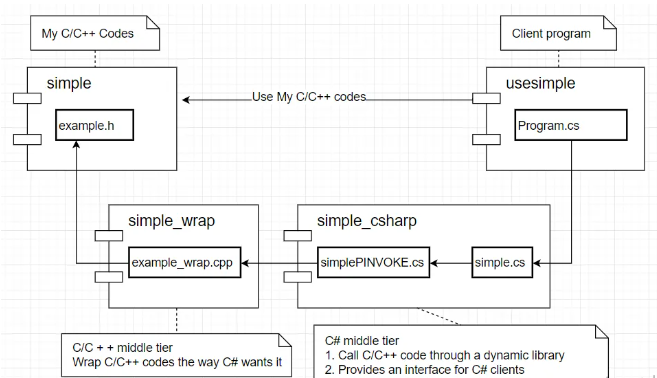 My C/C++ Codes
Client program
simple
usesimple
Use My C/C++ codes
example.h
Program.cs
simple_wrap
simple_csharp
example_wrap.cpp
simplePINVOKE.cs
simple.cs
C/C + + middle tier
Wrap C/C++ codes the way C# wants it
C# middle tier
1. Call C/C++ code through a dynamic library
2. Provides an interface for C# clients